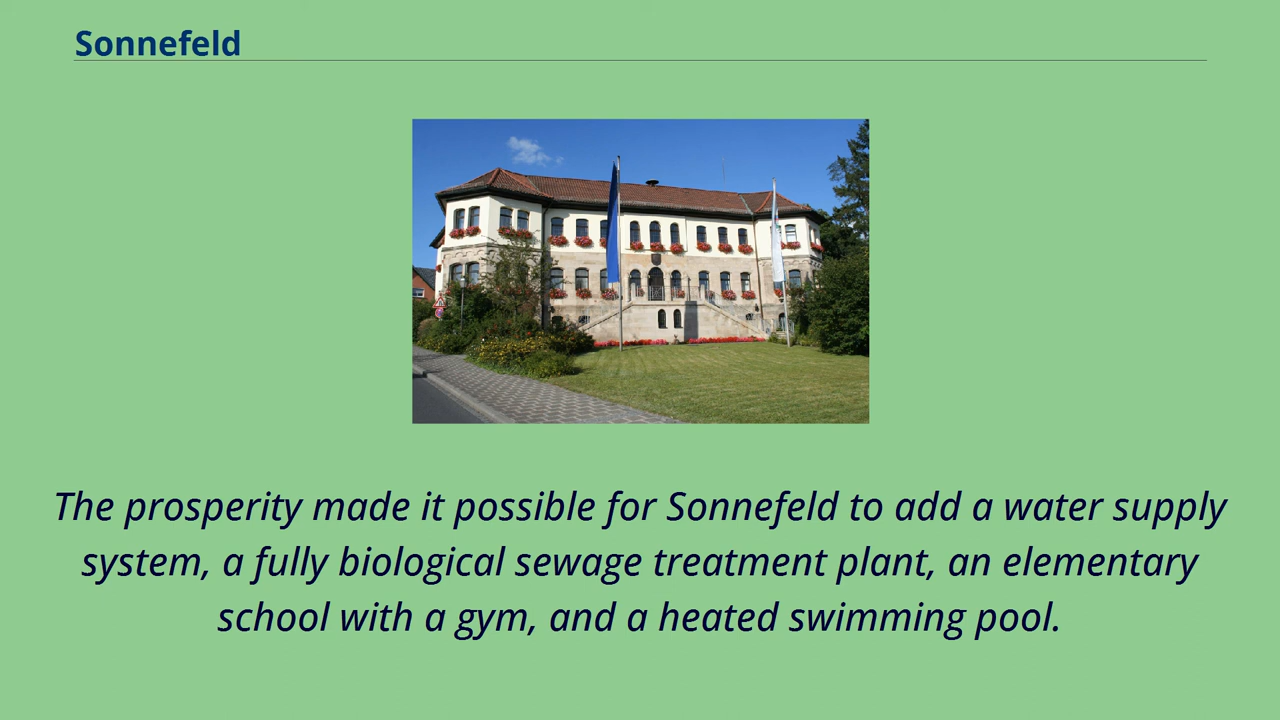 Sonnefeld
The prosperity made it possible for Sonnefeld to add a water supply
system, a fully biological sewage treatment plant, an elementary
school with a gym, and a heated swimming pool.